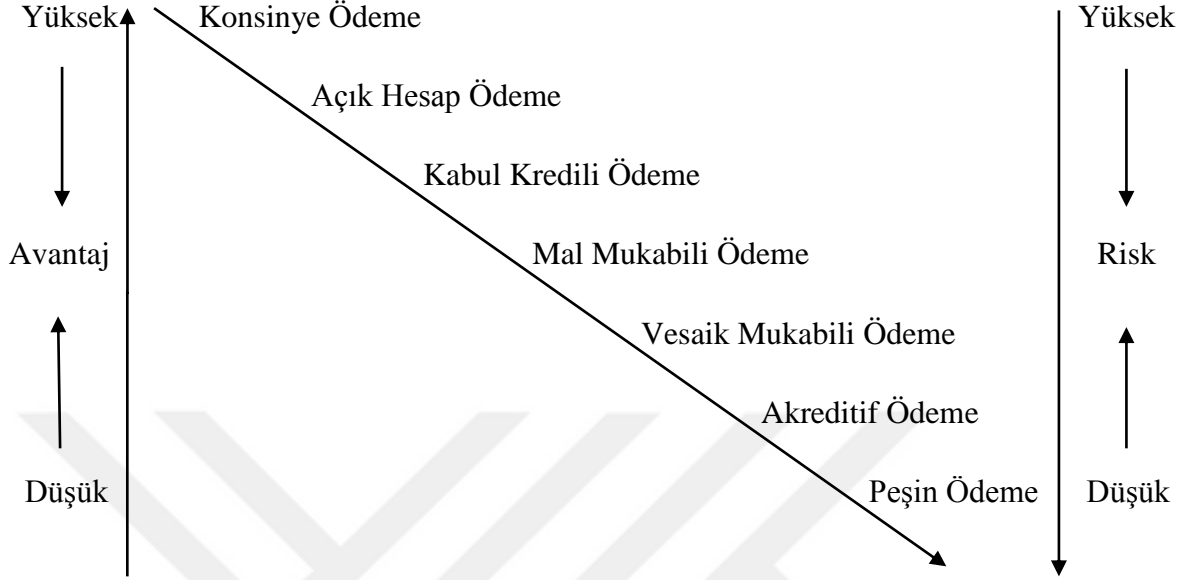 Yüksek Konsinye Ödeme Yüksek
Açık Hesap Ödeme
Kabul Kredili Ödeme
Avantaj Mal Mukabili Ödeme Risk
Vesaik Mukabili Ödeme
Akreditif Ödeme
Düşük Peşin Ödeme Düşük